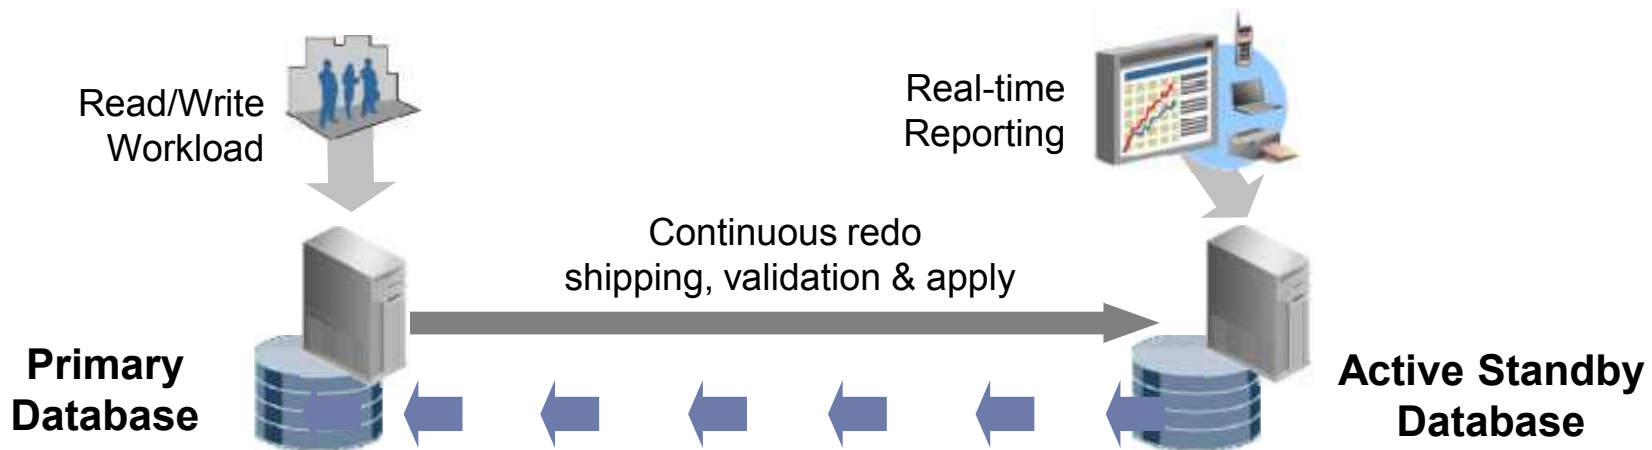 Read/Write
Workload
Real-time
Reporting
Continuous redo
shipping, validation & apply
Primary
Database
Active Standby
Database